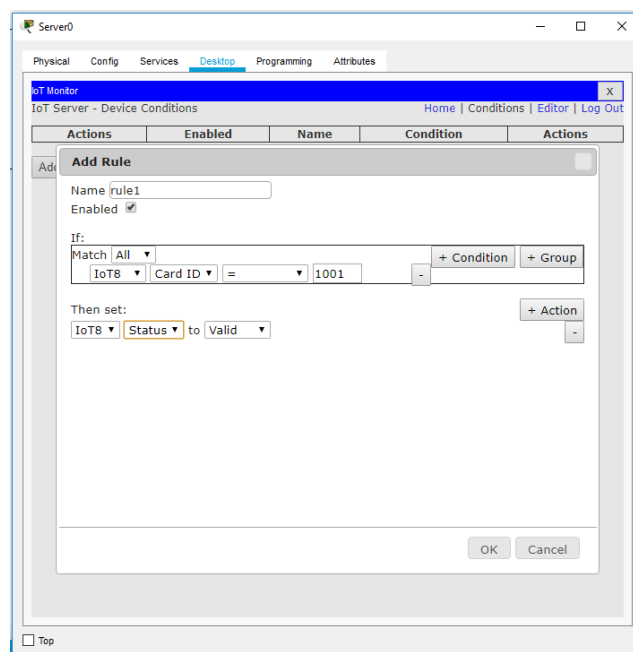 Server0
Physical Config Services Desktop Programming Attributes
IoT Monitor X
IoT Server - Device Conditions Home | Conditions | Editor | Log Out
Actions Enabled Name Condition Actions
Add Rule
Name rule1
Enabled
If:
Match All + Condition + Group
IoT8 Card ID = 1001 -
Then set: + Action
IoT8 Status to Valid -
OK Cancel
Top